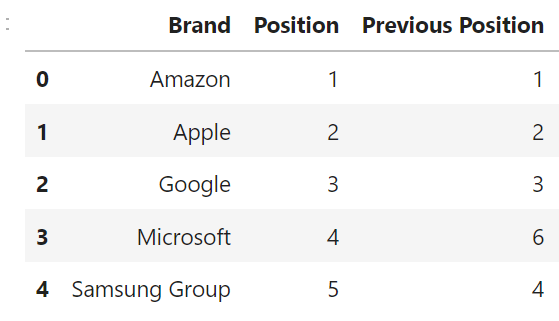 Brand Position Previous Position
0 Amazon 1 1
1 Apple 2 2
2 Google 3 3
3 Microsoft 4 6
4 Samsung Group 5 4